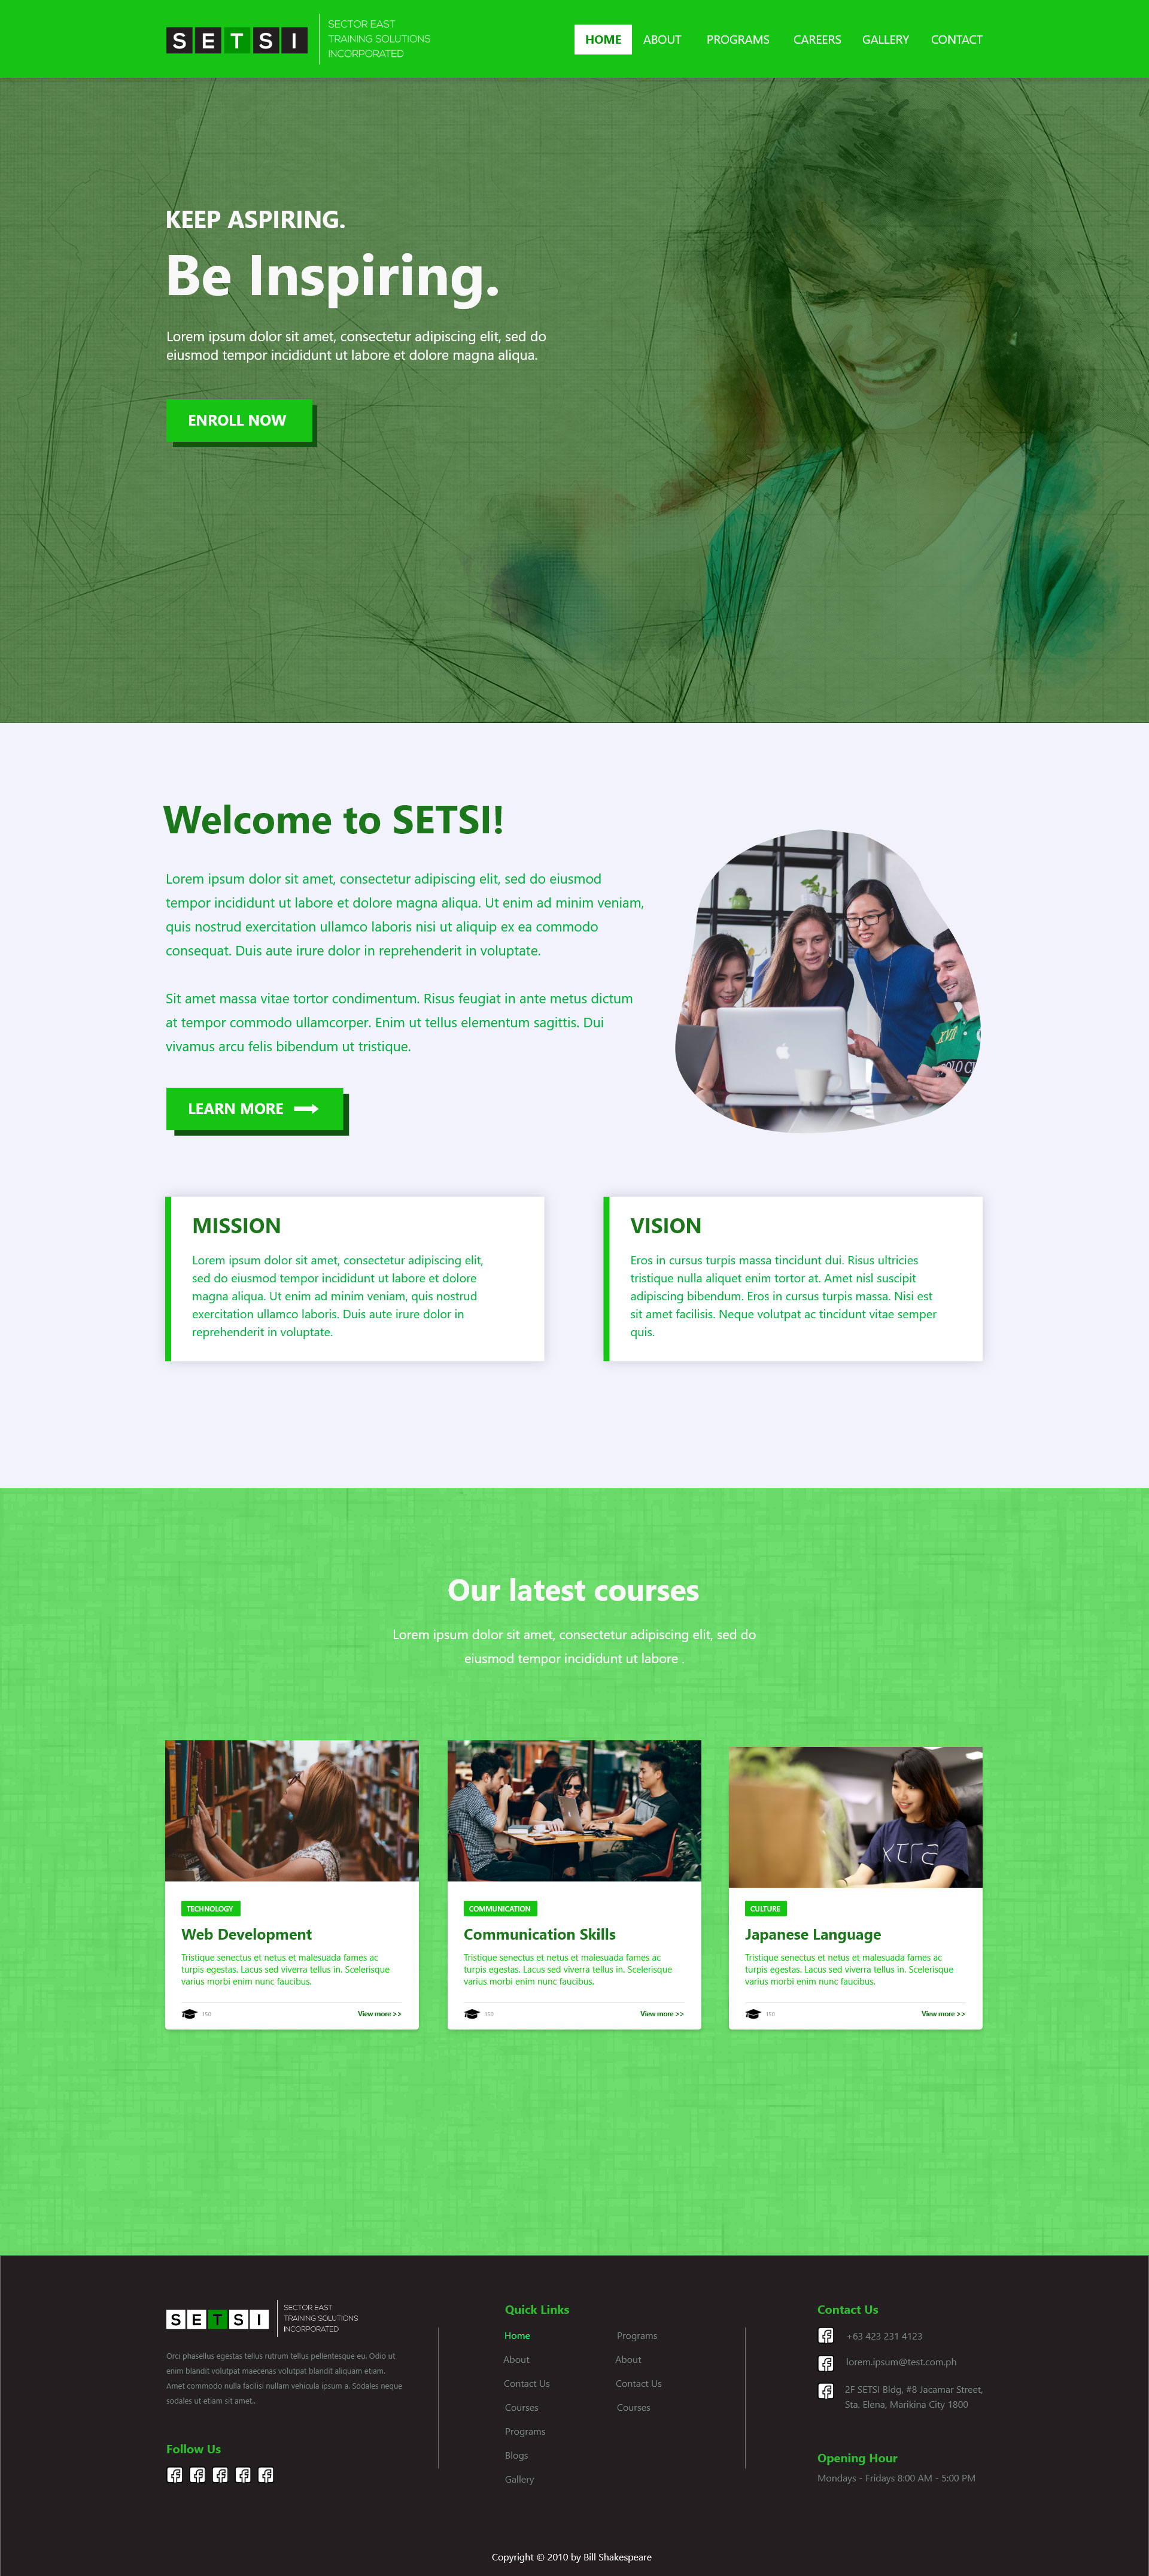 SETSI
SECTOR EAST
TRAINING SOLUTIONS
INCORPORATED
HOME ABOUT PROGRAMS CAREERS GALLERY CONTACT
KEEP ASPIRING.
Be Inspiring.
Lorem ipsum dolor sit amet, consectetur adipiscing elit, sed do
eiusmod tempor incididunt ut labore et dolore magna aliqua.
ENROLL NOW
Welcome to SETSI!
Lorem ipsum dolor sit amet, consectetur adipiscing elit, sed do eiusmod
tempor incididunt ut labore et dolore magna aliqua. Ut enim ad minim veniam,
quis nostrud exercitation ullamco laboris nisi ut aliquip ex ea commodo
consequat. Duis aute irure dolor in reprehenderit in voluptate.
Sit amet massa vitae tortor condimentum. Risus feugiat in ante metus dictum
at tempor commodo ullamcorper. Enim ut tellus elementum sagittis. Dui
vivamus arcu felis bibendum ut tristique.
LEARN MORE
XVII
POLO CL
MISSION
Lorem ipsum dolor sit amet, consectetur adipiscing elit,
sed do eiusmod tempor incididunt ut labore et dolore
magna aliqua. Ut enim ad minim veniam, quis nostrud
exercitation ullamco laboris. Duis aute irure dolor in
reprehenderit in voluptate.
VISION
Eros in cursus turpis massa tincidunt dui. Risus ultricies
tristique nulla aliquet enim tortor at. Amet nisl suscipit
adipiscing bibendum. Eros in cursus turpis massa. Nisi est
sit amet facilisis. Neque volutpat ac tincidunt vitae semper
quis.
Our latest courses
Lorem ipsum dolor sit amet, consectetur adipiscing elit, sed do
eiusmod tempor incididunt ut labore .
TECHNOLOGY
Web Development
Tristique senectus et netus et malesuada fames ac
turpis egestas. Lacus sed viverra tellus in. Scelerisque
varius morbi enim nunc faucibus.
150 View more >>
COMMUNICATION
Communication Skills
Tristique senectus et netus et malesuada fames ac
turpis egestas. Lacus sed viverra tellus in. Scelerisque
varius morbi enim nunc faucibus.
150 View more >>
xtra
CULTURE
Japanese Language
Tristique senectus et netus et malesuada fames ac
turpis egestas. Lacus sed viverra tellus in. Scelerisque
varius morbi enim nunc faucibus.
150 View more >>
SETSI
SECTOR EAST
TRAINING SOLUTIONS
INCORPORATED
Orci phasellus egestas tellus rutrum tellus pellentesque eu. Odio ut
enim blandit volutpat maecenas volutpat blandit aliquam etiam.
Amet commodo nulla facilisi nullam vehicula ipsum a. Sodales neque
sodales ut etiam sit amet..
Follow Us
Quick Links
Home
About
Contact Us
Courses
Programs
Blogs
Gallery
Programs
About
Contact Us
Courses
Contact Us
+63 423 231 4123
lorem.ipsum@test.com.ph
2F SETSI Bldg, #8 Jacamar Street,
Sta. Elena, Marikina City 1800
Opening Hour
Mondays - Fridays 8:00 AM - 5:00 PM
Copyright © 2010 by Bill Shakespeare